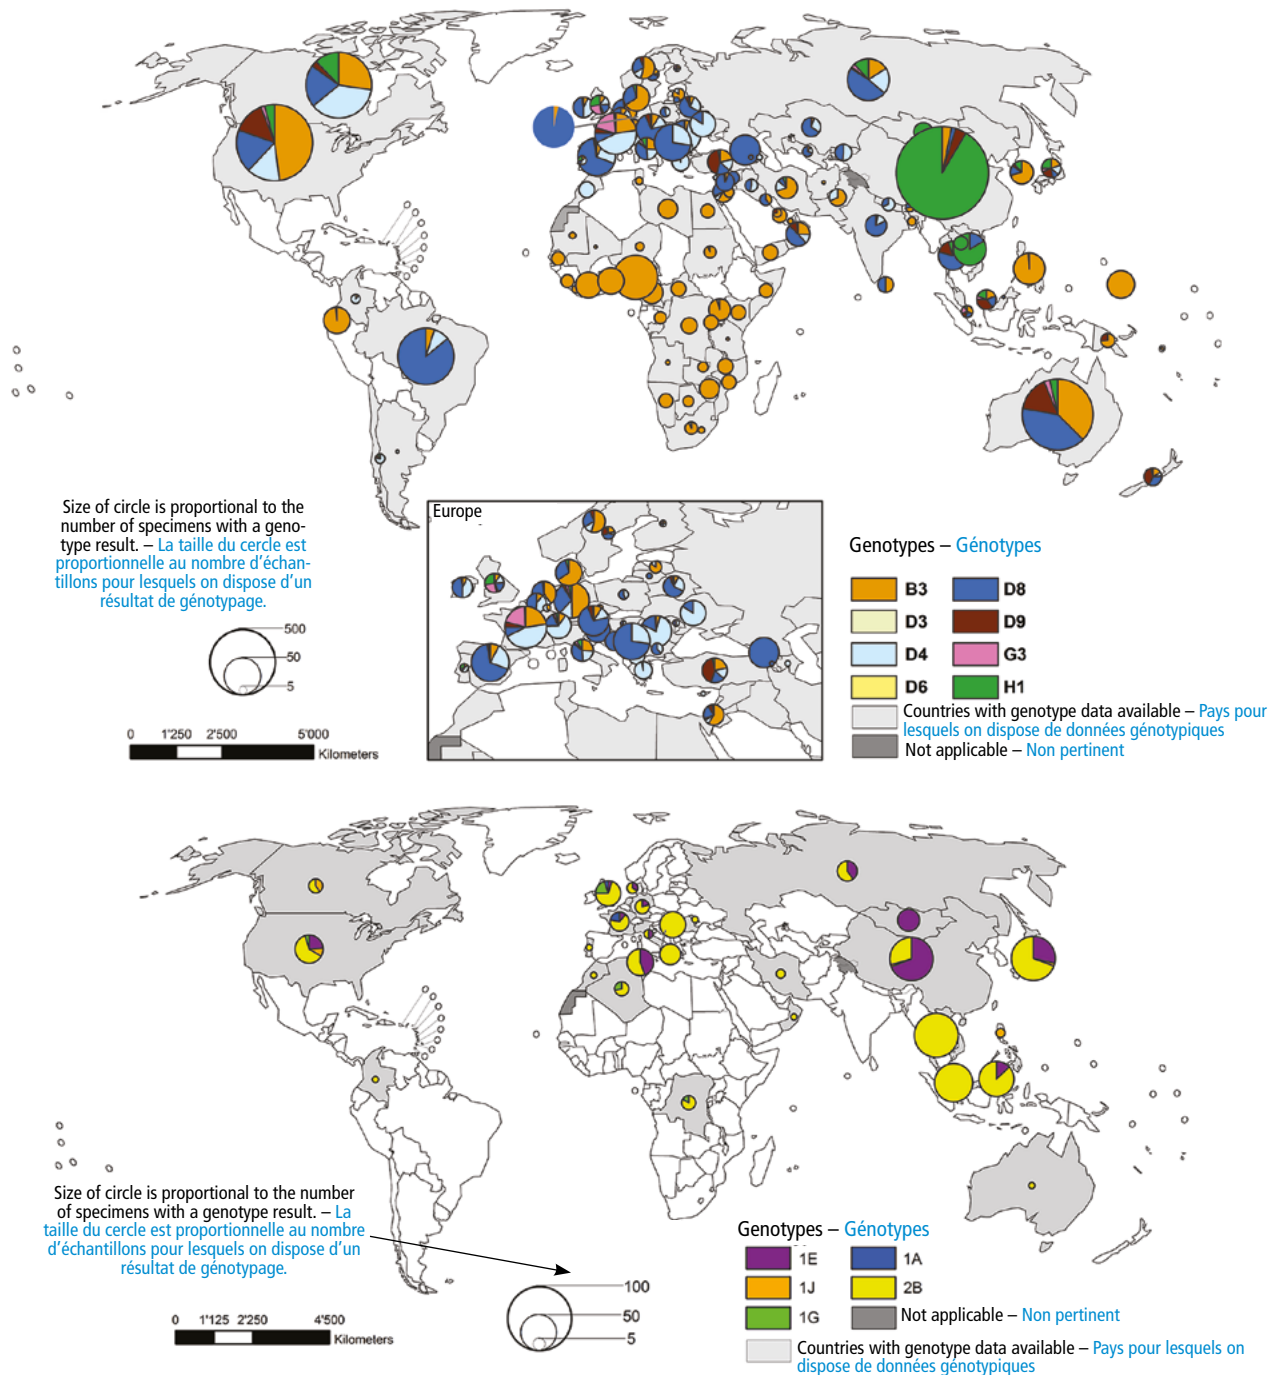 Size of circle is proportional to the
number of specimens with a geno-
type result. – La taille du cercle est
proportionnelle au nombre d'échan-
tillons pour lesquels on dispose d'un
résultat de génotypage.
500
50
5
0 1'250 2'500 5'000
Kilometers
Europe
Genotypes – Génotypes
B3 D8
D3 D9
D4 G3
D6 H1
Countries with genotype data available – Pays pour
lesquels on dispose de données génotypiques
Not applicable – Non pertinent
Size of circle is proportional to the number
of specimens with a genotype result. – La
taille du cercle est proportionnelle au nombre
d'échantillons pour lesquels on dispose d'un
résultat de génotypage.
100
50
5
0 1'125 2'250 4'500
Kilometers
Genotypes – Génotypes
1E 1A
1J 2B
1G Not applicable – Non pertinent
Countries with genotype data available – Pays pour lesquels on
dispose de données génotypiques